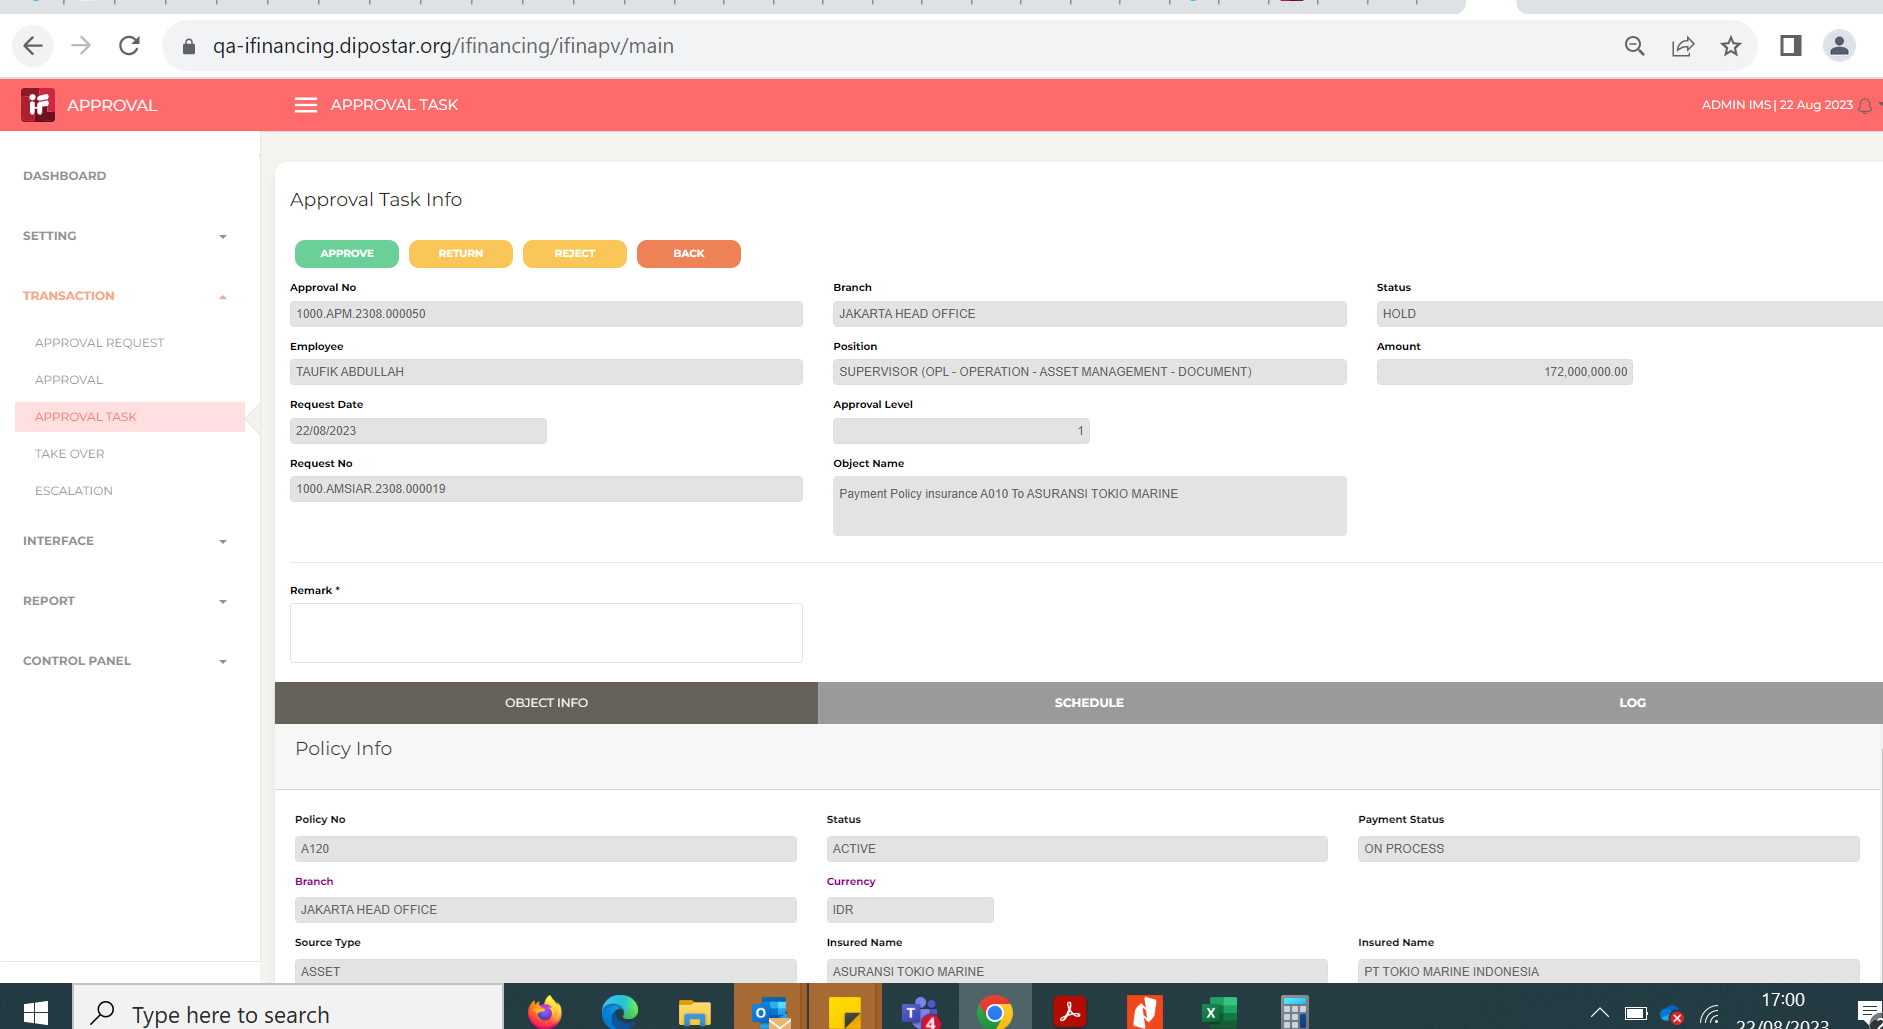 qa-ifinancing.dipostar.org/ifinancing/ifinapv/main
iF APPROVAL
APPROVAL TASK
ADMIN IMS | 22 Aug 2023
DASHBOARD
SETTING
TRANSACTION
APPROVAL REQUEST
APPROVAL
APPROVAL TASK
TAKE OVER
ESCALATION
INTERFACE
REPORT
CONTROL PANEL
Approval Task Info
APPROVE RETURN REJECT BACK
Approval No Branch Status
1000.APM.2308.000050 JAKARTA HEAD OFFICE HOLD
Employee Position Amount
TAUFIK ABDULLAH SUPERVISOR (OPL - OPERATION - ASSET MANAGEMENT - DOCUMENT) 172,000,000.00
Request Date Approval Level
22/08/2023 1
Request No Object Name
1000.AMSIAR.2308.000019 Payment Policy insurance A010 To ASURANSI TOKIO MARINE
Remark *
OBJECT INFO SCHEDULE LOG
Policy Info
Policy No Status Payment Status
A120 ACTIVE ON PROCESS
Branch Currency
JAKARTA HEAD OFFICE IDR
Source Type Insured Name Insured Name
ASSET ASURANSI TOKIO MARINE PT TOKIO MARINE INDONESIA
Type here to search
4
17:00
22/08/2023
2